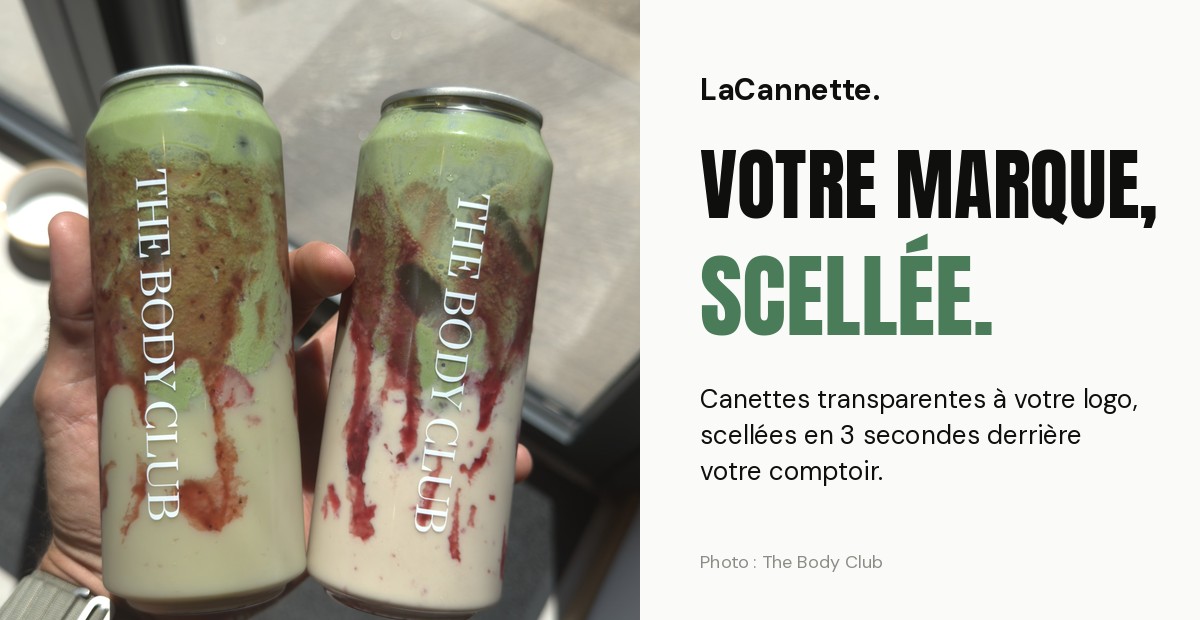 THE BODY CLUB
THE BODY CLUB
LaCannette.
VOTRE MARQUE,
SCELLÉE.
Canettes transparentes à votre logo,
scellées en 3 secondes derrière
votre comptoir.
Photo : The Body Club